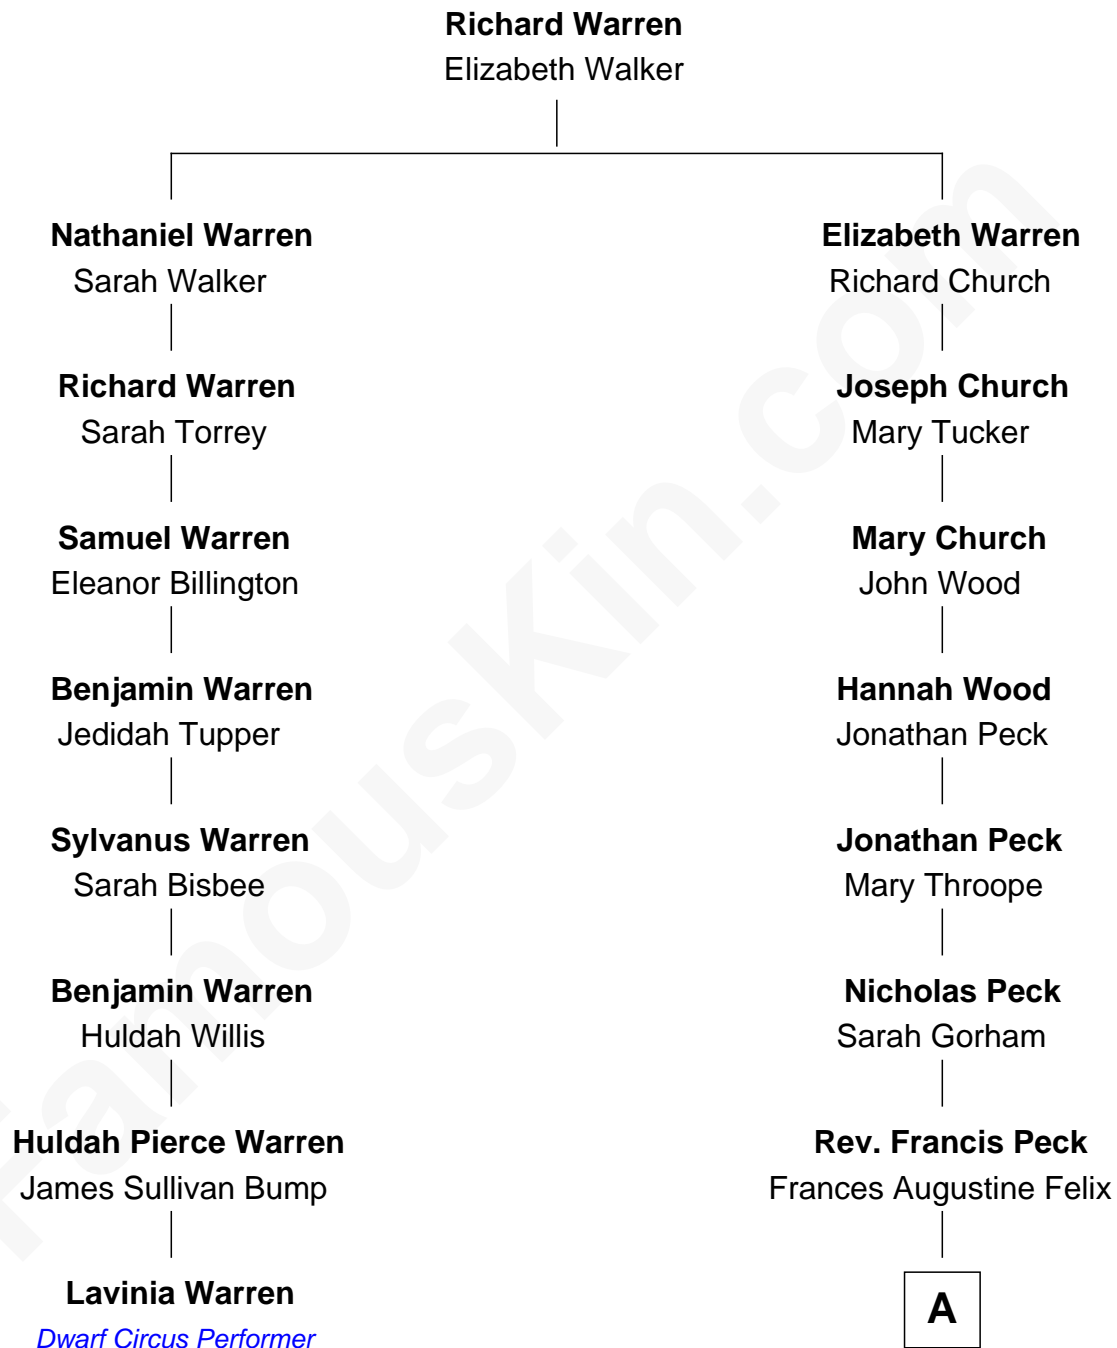 Richard Warren
Elizabeth Walker
Nathaniel Warren
Sarah Walker
Elizabeth Warren
Richard Church
Richard Warren
Sarah Torrey
Joseph Church
Mary Tucker
Samuel Warren
Eleanor Billington
Mary Church
John Wood
Benjamin Warren
Jedidah Tupper
Hannah Wood
Jonathan Peck
Sylvanus Warren
Sarah Bisbee
Jonathan Peck
Mary Throope
Benjamin Warren
Huldah Willis
Nicholas Peck
Sarah Gorham
Huldah Pierce Warren
James Sullivan Bump
Rev. Francis Peck
Frances Augustine Felix
Lavinia Warren
Dwarf Circus Performer
A
FamousKin.com